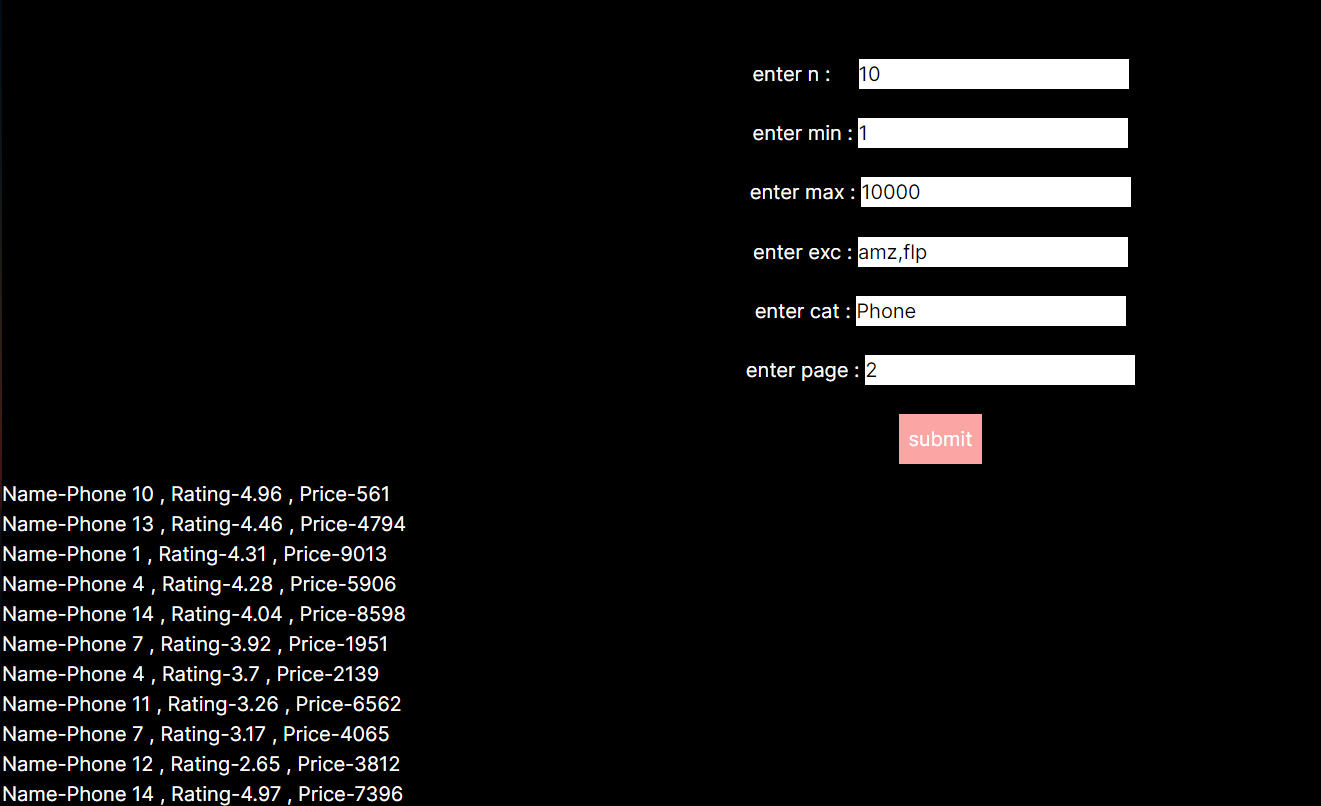 enter n : 10
enter min : 1
enter max : 10000
enter exc : amz,flp
enter cat : Phone
enter page : 2
submit
Name-Phone 10 , Rating-4.96 , Price-561
Name-Phone 13 , Rating-4.46 , Price-4794
Name-Phone 1 , Rating-4.31 , Price-9013
Name-Phone 4 , Rating-4.28 , Price-5906
Name-Phone 14 , Rating-4.04 , Price-8598
Name-Phone 7 , Rating-3.92 , Price-1951
Name-Phone 4 , Rating-3.7 , Price-2139
Name-Phone 11 , Rating-3.26 , Price-6562
Name-Phone 7 , Rating-3.17 , Price-4065
Name-Phone 12 , Rating-2.65 , Price-3812
Name-Phone 14 , Rating-4.97 , Price-7396